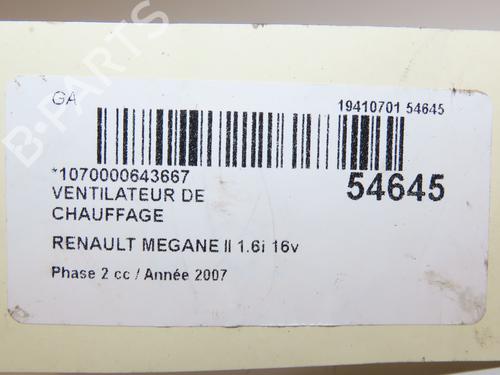 B-PARTS
GA
19410701 54645
*1070000643667
54645
VENTILATEUR DE
CHAUFFAGE
RENAULT MEGANE II 1.6i 16v
Phase 2 cc / Année 2007